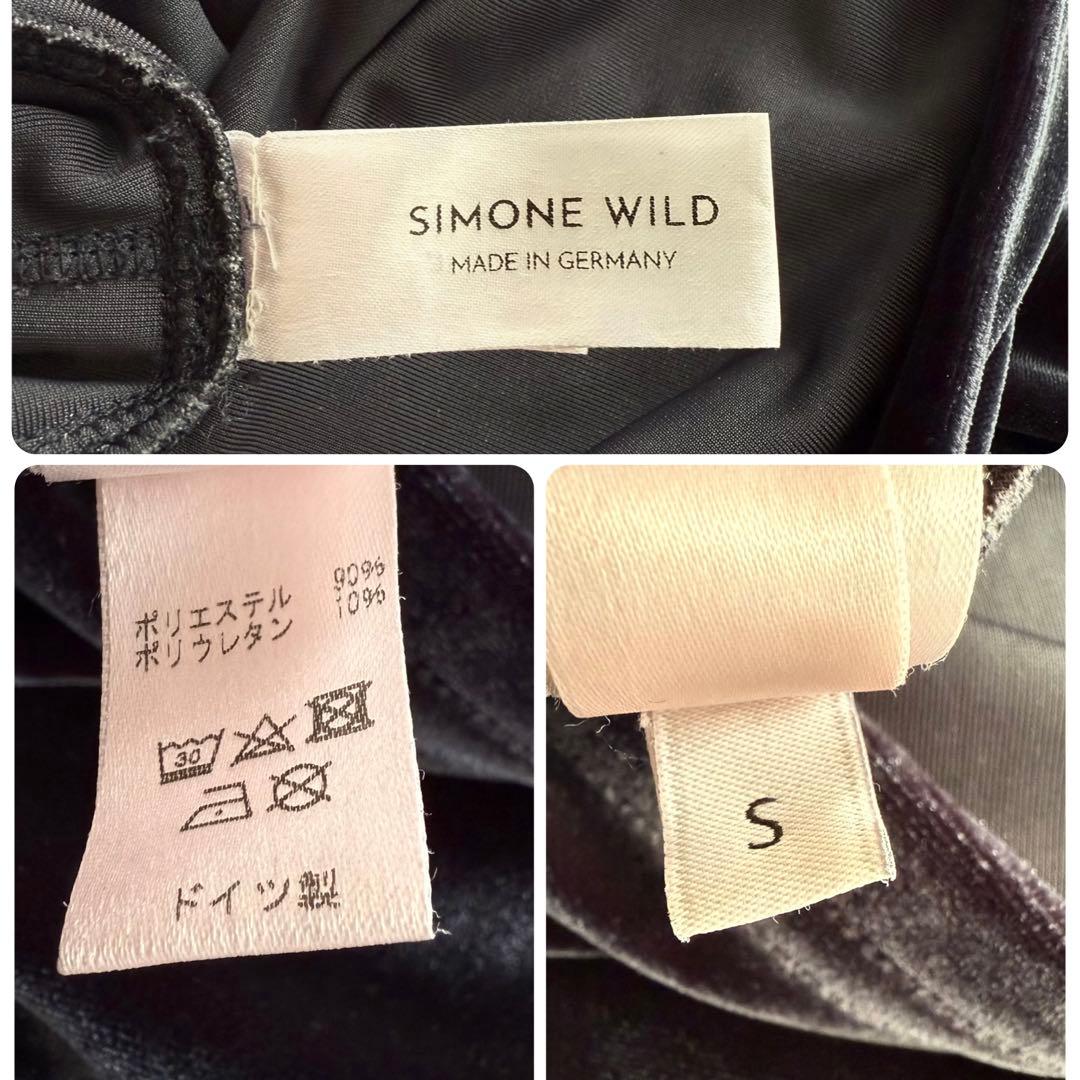 SIMONE WILD
MADE IN GERMANY
ポリエステル 90%
ポリウレタン 10%
30
ドイツ製
S